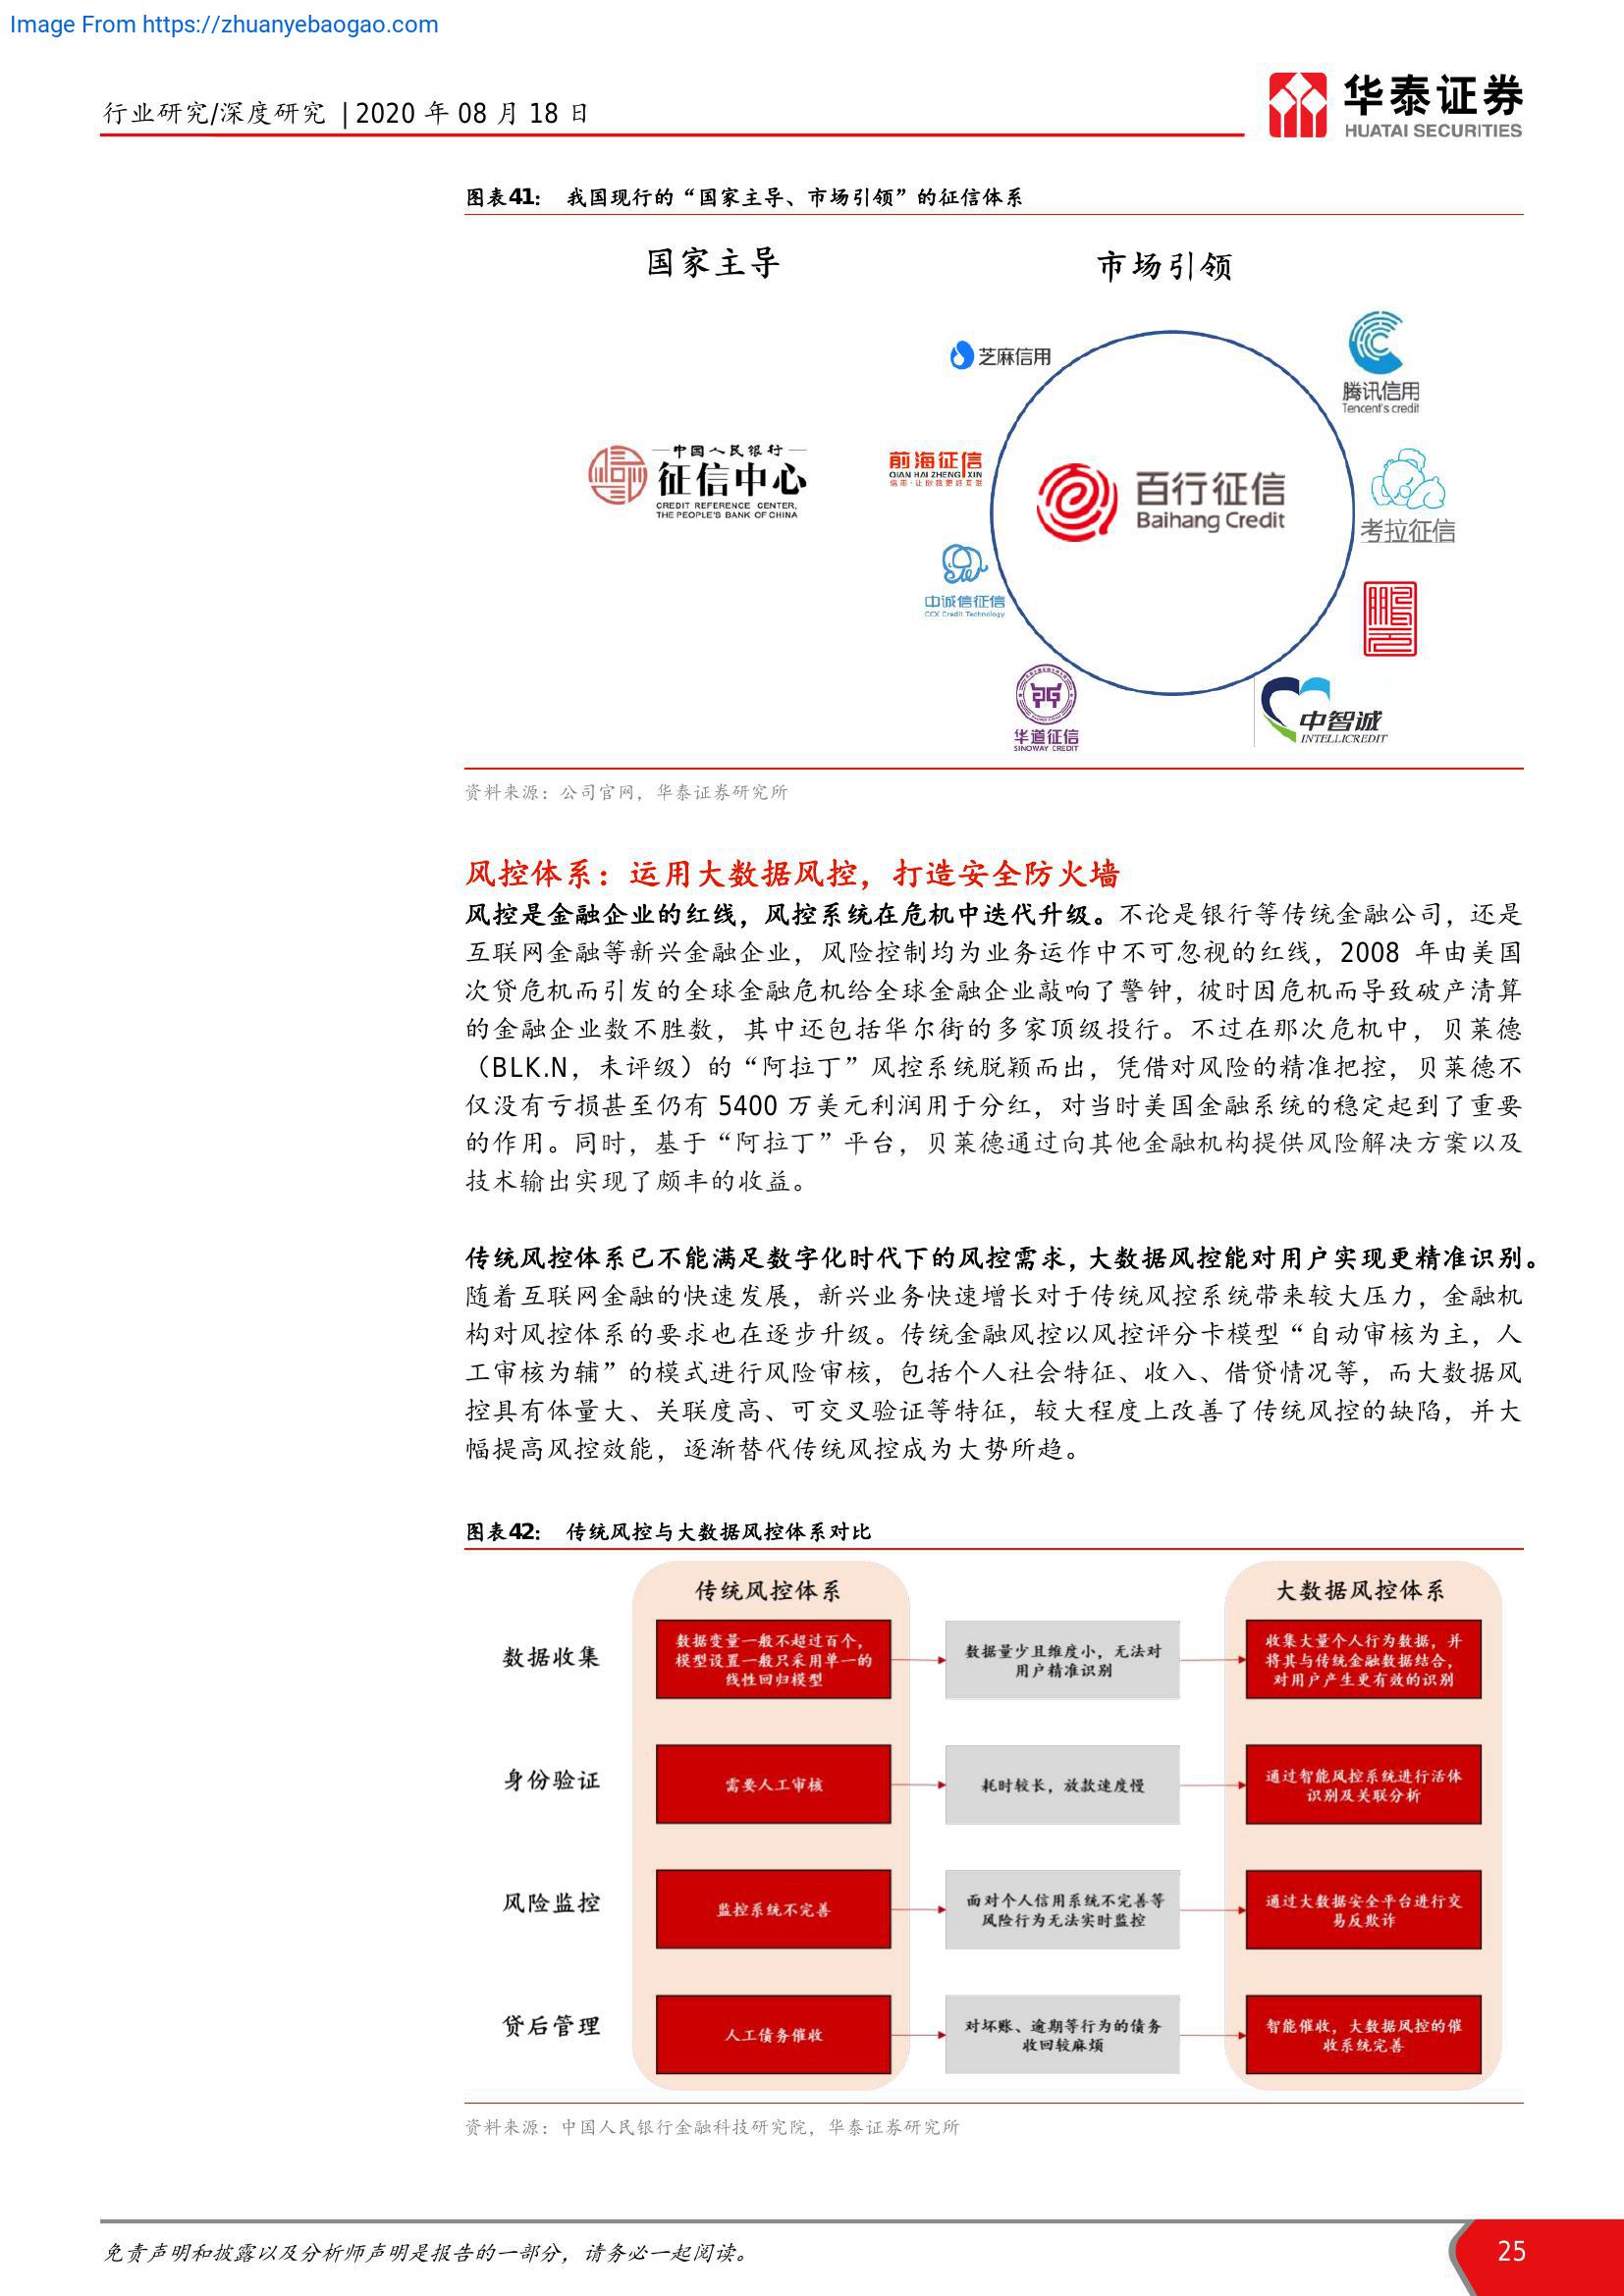 Image From https://zhuanyebaogao.com
行业研究/深度研究 | 2020 年 08 月 18 日
华泰证券
HUATAI SECURITIES
图表41： 我国现行的“国家主导、市场引领”的征信体系
国家主导
市场引领
芝麻信用
腾讯信用
Tencent's credit
中国人民银行
征信中心
CREDIT REFERENCE CENTER,
THE PEOPLE'S BANK OF CHINA
前海征信
QIAN HAI ZHENG XIN
百行征信
Baihang Credit
考拉征信
中诚信征信
CCX Credit Technology
鹏元
华道征信
SINOWAY CREDIT
中智诚
INTELLICREDIT
资料来源：公司官网，华泰证券研究所
风控体系：运用大数据风控，打造安全防火墙
风控是金融企业的红线，风控系统在危机中迭代升级。不论是银行等传统金融公司，还是
互联网金融等新兴金融企业，风险控制均为业务运作中不可忽视的红线，2008 年由美国
次贷危机而引发的全球金融危机给全球金融企业敲响了警钟，彼时因危机而导致破产清算
的金融企业数不胜数，其中还包括华尔街的多家顶级投行。不过在那次危机中，贝莱德
（BLK.N，未评级）的“阿拉丁”风控系统脱颖而出，凭借对风险的精准把控，贝莱德不
仅没有亏损甚至仍有 5400 万美元利润用于分红，对当时美国金融系统的稳定起到了重要
的作用。同时，基于“阿拉丁”平台，贝莱德通过向其他金融机构提供风险解决方案以及
技术输出实现了颇丰的收益。
传统风控体系已不能满足数字化时代下的风控需求，大数据风控能对用户实现更精准识别。
随着互联网金融的快速发展，新兴业务快速增长对于传统风控系统带来较大压力，金融机
构对风控体系的要求也在逐步升级。传统金融风控以风控评分卡模型“自动审核为主，人
工审核为辅”的模式进行风险审核，包括个人社会特征、收入、借贷情况等，而大数据风
控具有体量大、关联度高、可交叉验证等特征，较大程度上改善了传统风控的缺陷，并大
幅提高风控效能，逐渐替代传统风控成为大势所趋。
图表42： 传统风控与大数据风控体系对比
传统风控体系
大数据风控体系
数据收集
数据变量一般不超过百个，
模型设置一般只采用单一的
线性回归模型
数据量少且维度小，无法对
用户精准识别
收集大量个人行为数据，并
将其与传统金融数据结合，
对用户产生更有效的识别
身份验证
需要人工审核
耗时较长，放款速度慢
通过智能风控系统进行活体
识别及关联分析
风险监控
监控系统不完善
面对个人信用系统不完善等
风险行为无法实时监控
通过大数据安全平台进行交
易反欺诈
贷后管理
人工债务催收
对坏账、逾期等行为的债务
收回较麻烦
智能催收，大数据风控的催
收系统完善
资料来源：中国人民银行金融科技研究院，华泰证券研究所
免责声明和披露以及分析师声明是报告的一部分，请务必一起阅读。
25